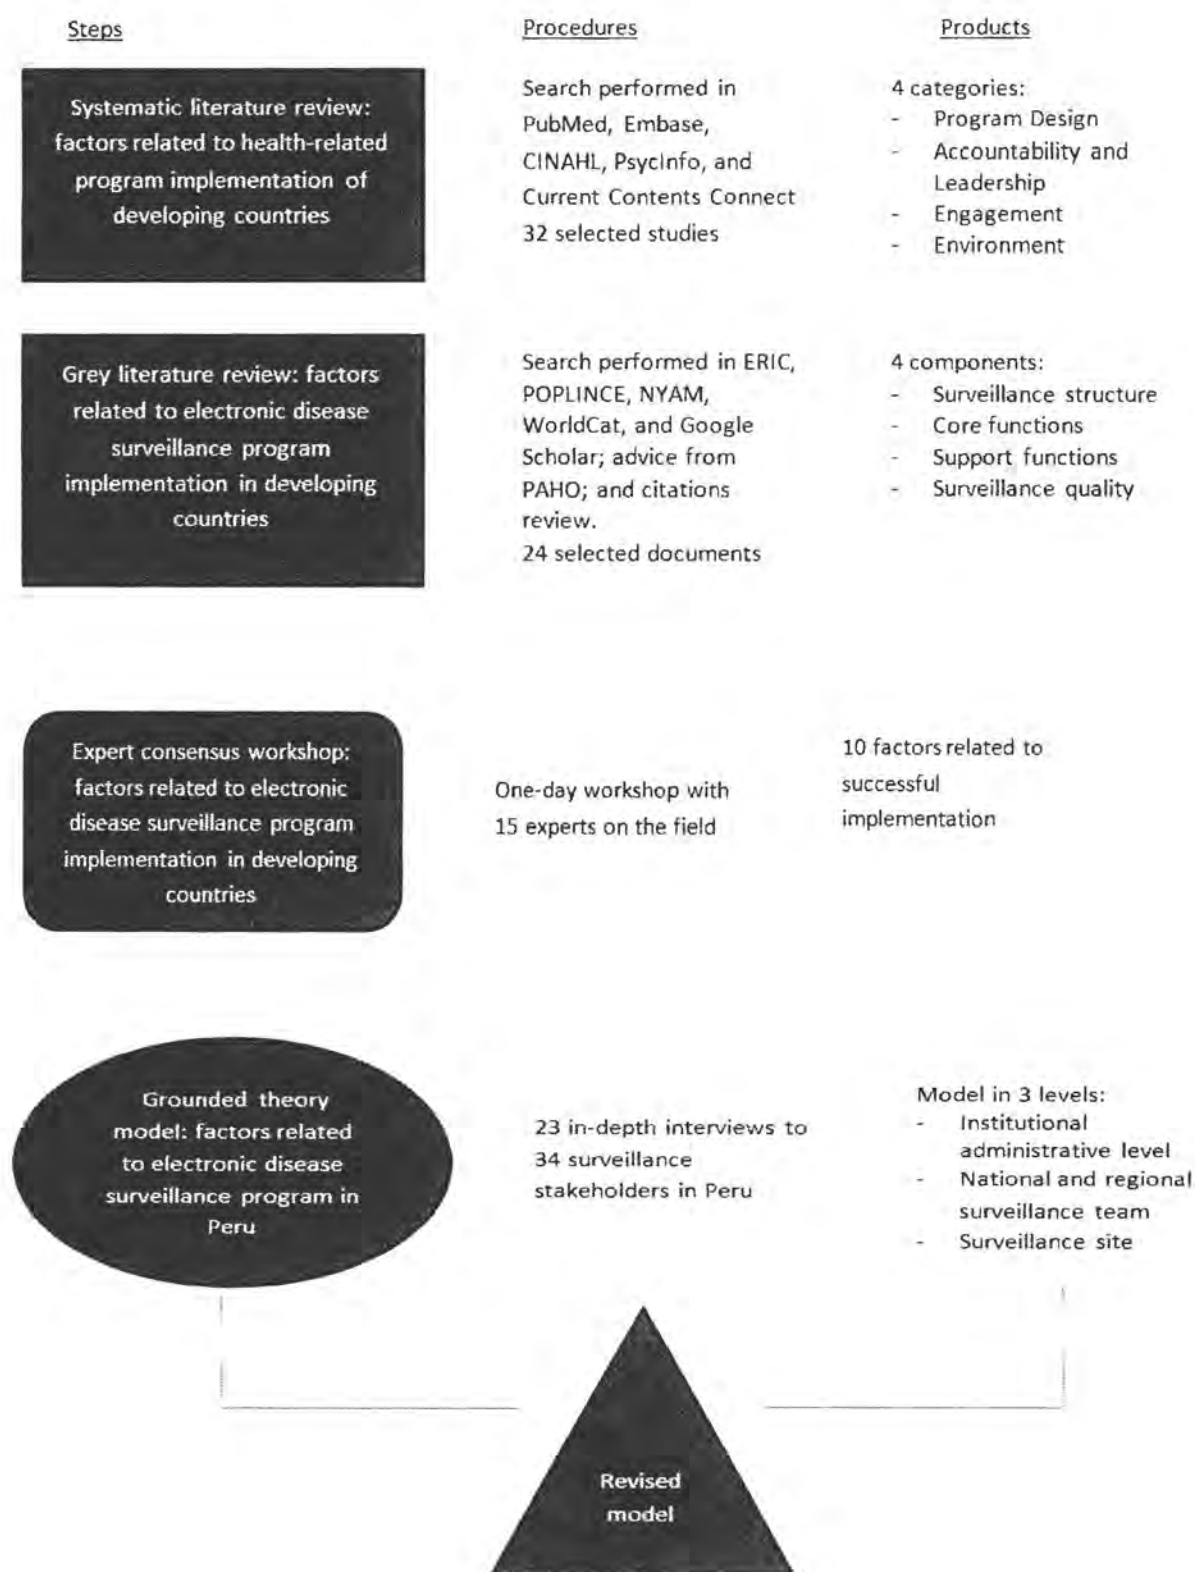 Steps
Procedures
Products
Systematic literature review:
factors related to health-related
program implementation of
developing countries
Search performed in
PubMed, Embase,
CINAHL, PsycInfo, and
Current Contents Connect
32 selected studies
4 categories:
- Program Design
- Accountability and
Leadership
- Engagement
- Environment
Grey literature review: factors
related to electronic disease
surveillance program
implementation in developing
countries
Search performed in ERIC,
POPLINCE, NYAM,
WorldCat, and Google
Scholar; advice from
PAHO; and citations
review.
24 selected documents
4 components:
- Surveillance structure
- Core functions
- Support functions
- Surveillance quality
Expert consensus workshop:
factors related to electronic
disease surveillance program
implementation in developing
countries
One-day workshop with
15 experts on the field
10 factors related to
successful
implementation
Grounded theory
model: factors related
to electronic disease
surveillance program in
Peru
23 in-depth interviews to
34 surveillance
stakeholders in Peru
Model in 3 levels:
- Institutional
administrative level
- National and regional
surveillance team
- Surveillance site
Revised
model